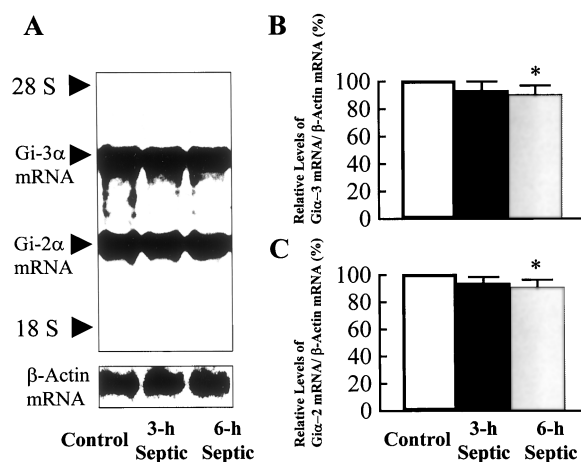 A
28 S
Gi-3α
mRNA
Gi-2α
mRNA
18 S
β-Actin
mRNA
Control
3-h
Septic
6-h
Septic
B
Relative Levels of
Giα–3 mRNA/ β-Actin mRNA (%)
100
80
60
40
20
0
*
C
Relative Levels of
Giα–2 mRNA/ β-Actin mRNA (%)
100
80
60
40
20
0
*
Control
3-h
Septic
6-h
Septic